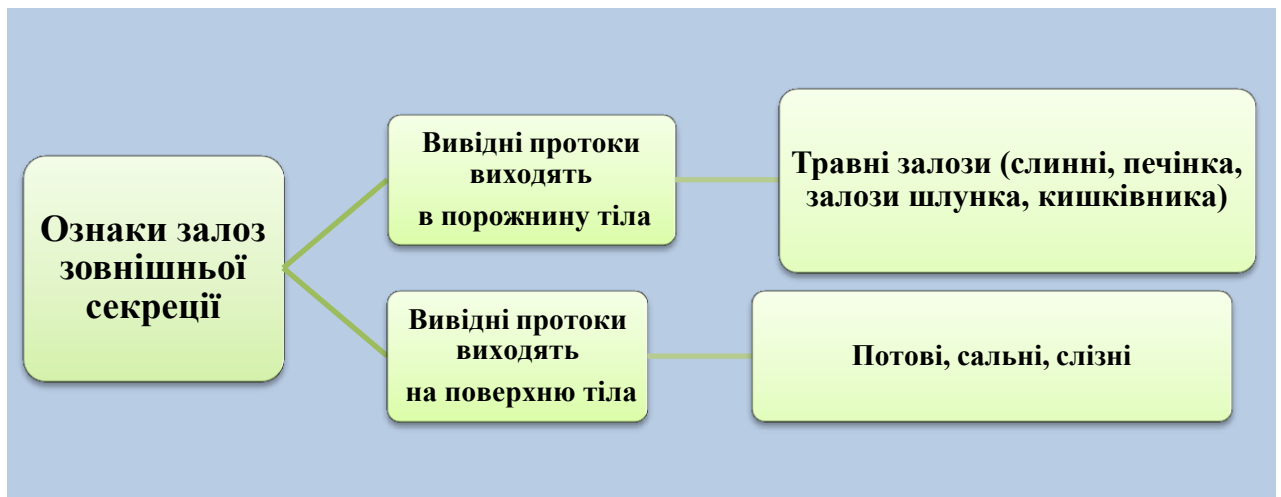 Ознаки залоз
зовнішньої
секреції
Вивідні протоки
виходять
в порожнину тіла
Травні залози (слинні, печінка,
залози шлунка, кишківника)
Вивідні протоки
виходять
на поверхню тіла
Потові, сальні, слізні